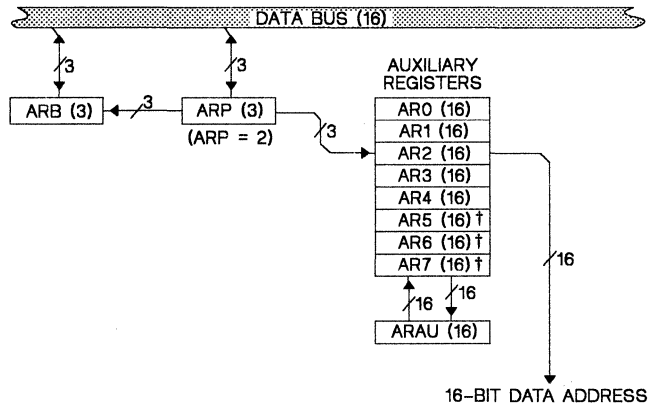 DATA BUS (16)
3
3
AUXILIARY
REGISTERS
ARB (3)
3
ARP (3)
(ARP = 2)
3
AR0 (16)
AR1 (16)
AR2 (16)
AR3 (16)
AR4 (16)
AR5 (16)†
AR6 (16)†
AR7 (16)†
16
16
16
ARAU (16)
16-BIT DATA ADDRESS